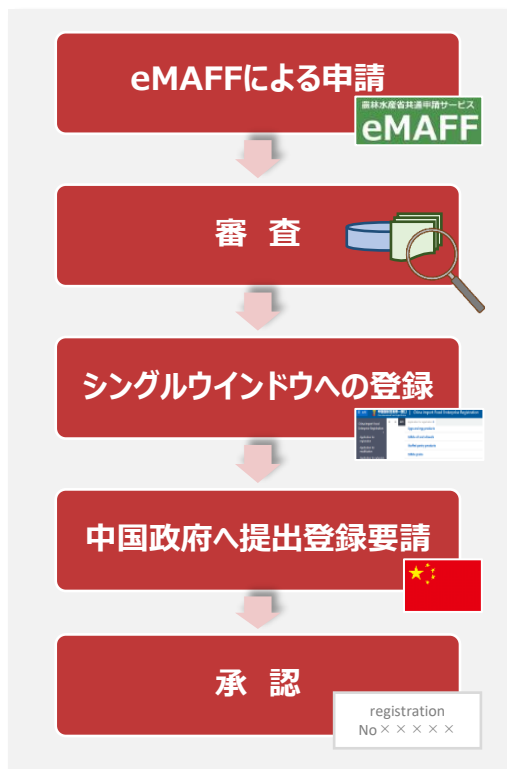 eMAFFによる申請
農林水産省共通申請サービス
eMAFF
審 査
シングルウインドウへの登録
China Import Food Enterprise Registration
中国政府へ提出登録要請
承 認
registration
No×××××